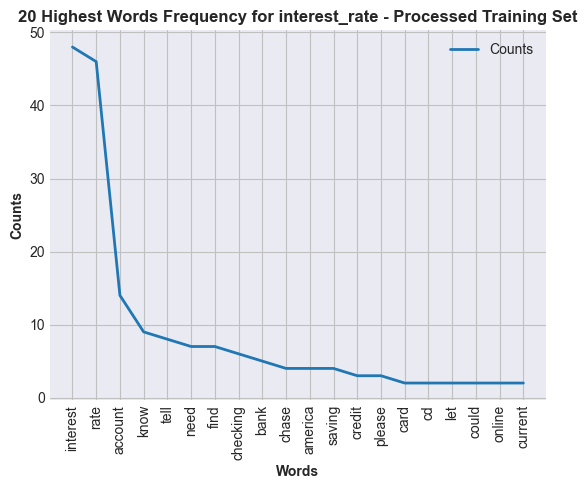 20 Highest Words Frequency for interest_rate - Processed Training Set
Counts
50
40
30
20
10
0
Counts
interest
rate
account
know
tell
need
find
checking
bank
chase
america
saving
credit
please
card
cd
let
could
online
current
Words